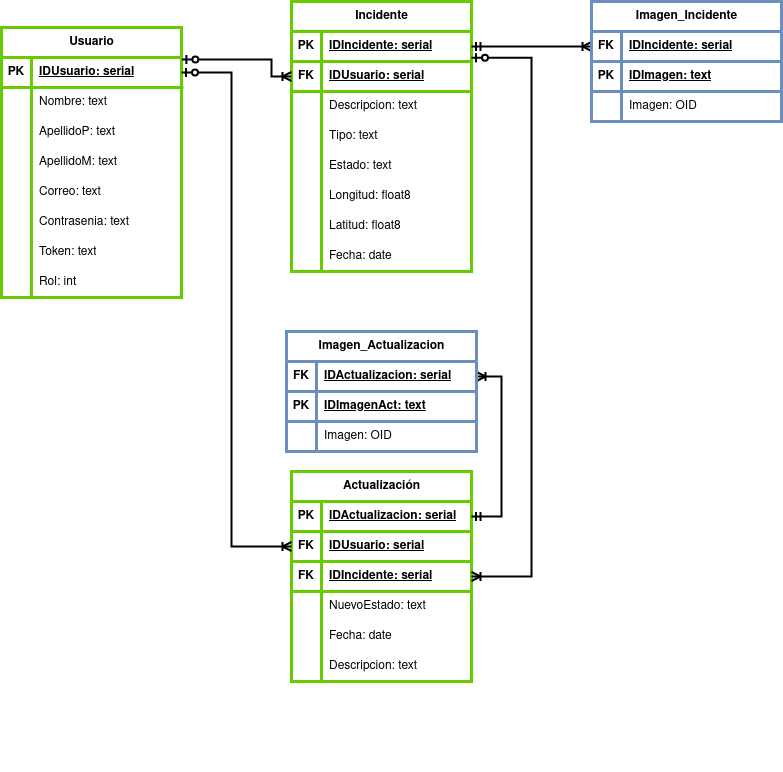 Usuario
PK IDUsuario: serial
Nombre: text
ApellidoP: text
ApellidoM: text
Correo: text
Contrasenia: text
Token: text
Rol: int
Incidente
PK IDIncidente: serial
FK IDUsuario: serial
Descripcion: text
Tipo: text
Estado: text
Longitud: float8
Latitud: float8
Fecha: date
Imagen_Incidente
FK IDIncidente: serial
PK IDImagen: text
Imagen: OID
Imagen_Actualizacion
FK IDActualizacion: serial
PK IDImagenAct: text
Imagen: OID
Actualización
PK IDActualizacion: serial
FK IDUsuario: serial
FK IDIncidente: serial
NuevoEstado: text
Fecha: date
Descripcion: text